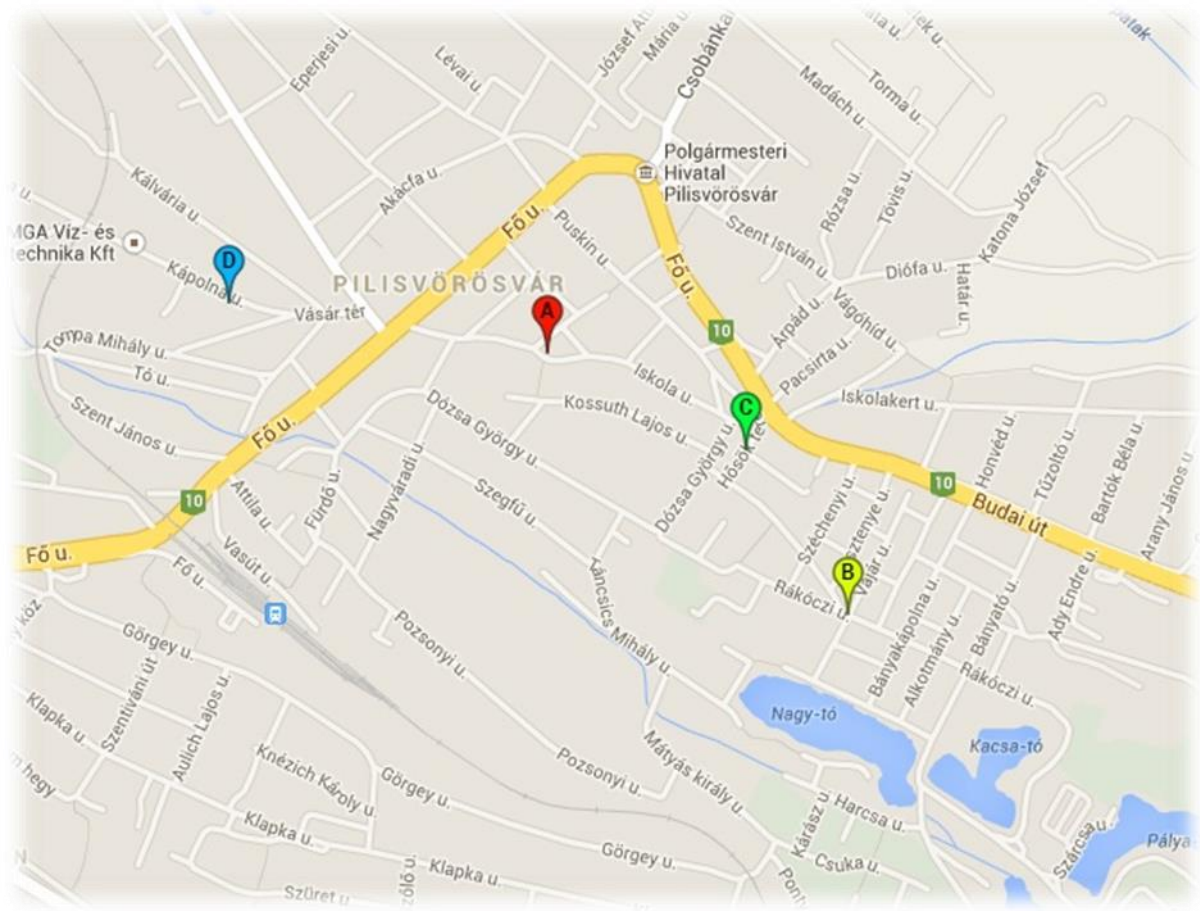 Eperjesi u.
Lévai u.
József Att
Mária u.
Csobánka
Madách u.
Torma u.
Patak
Kálvária u.
Akácfa u.
Fő u.
Polgármesteri
Hivatal
Pilisvörösvár
Rózsa u.
Tövis u.
Katona József
MGA Víz- és
technika Kft
Kápolna u.
D
Puskin u.
Fő u.
Szent István u.
Diófa u.
Határ u.
PILISVÖRÖSVÁR
Vásár tér
A
10
Árpád u.
Vágóhíd u.
Pacsirta u.
Tompa Mihály u.
Tó u.
Szent János u.
Fő u.
Iskola u.
Iskolakert u.
Kossuth Lajos u.
C
Dózsa György u.
Dózsa György u.
Hősök
Honvéd u.
Tűzoltó u.
Bartók Béla u.
Arany János u.
10
10
Budai út
Attila u.
Fürdő u.
Nagyváradi u.
Szegfű u.
Széchenyi u.
Vájár u.
Fő u.
Fő u.
Vasút u.
Táncsics Mihály u.
B
Rákóczi u.
Bányakápolna u.
Alkotmány u.
Bányató u.
Ady Endre u.
Rákóczi u.
Görgey u.
Pozsonyi u.
Klapka u.
Szentiváni út
Aulich Lajos u.
Nagy-tó
Kacsa-tó
Knézich Károly u.
Görgey u.
Pozsonyi u.
Mátyás király u.
Harcsa u.
Kárász u
Csuka u.
Szárcsa u.
Pálya
Klapka u.
Klapka u.
Görgey u.
Szüret u.